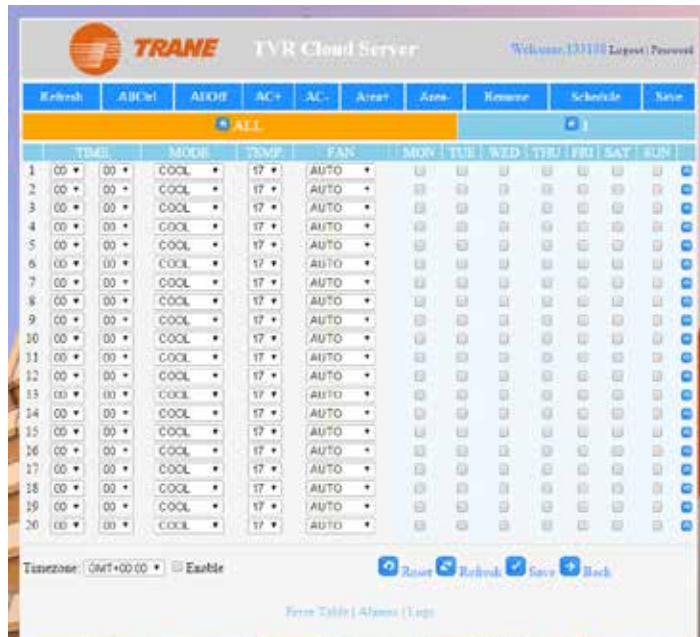 TRANE TVR Cloud Server Welcome, Logout | Password
Refresh AllCtrl AllOff AC+ AC- Area+ Area- Rename Schedule Save
ALL 1
TIME MODE TEMP FAN MON TUE WED THU FRI SAT SUN
1 00 00 COOL 17 AUTO
2 00 00 COOL 17 AUTO
3 00 00 COOL 17 AUTO
4 00 00 COOL 17 AUTO
5 00 00 COOL 17 AUTO
6 00 00 COOL 17 AUTO
7 00 00 COOL 17 AUTO
8 00 00 COOL 17 AUTO
9 00 00 COOL 17 AUTO
10 00 00 COOL 17 AUTO
11 00 00 COOL 17 AUTO
12 00 00 COOL 17 AUTO
13 00 00 COOL 17 AUTO
14 00 00 COOL 17 AUTO
15 00 00 COOL 17 AUTO
16 00 00 COOL 17 AUTO
17 00 00 COOL 17 AUTO
18 00 00 COOL 17 AUTO
19 00 00 COOL 17 AUTO
20 00 00 COOL 17 AUTO
Timezone: GMT+00:00 Enable Reset Refresh Save Back
Error Table | Alarms | Logs